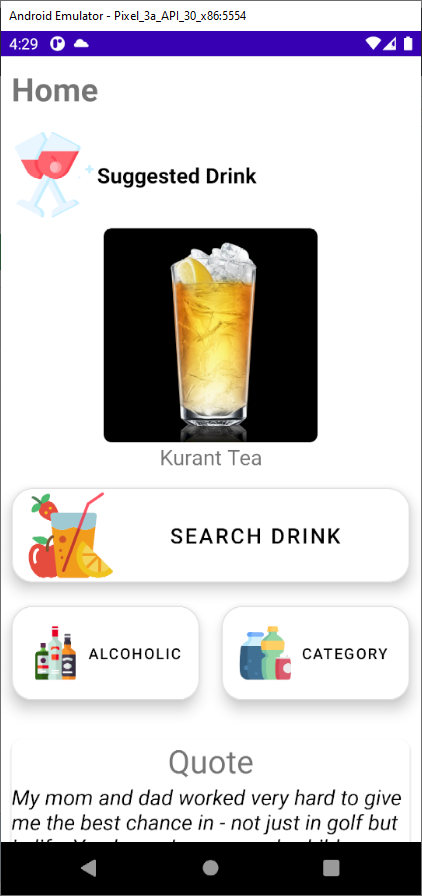 Android Emulator - Pixel_3a_API_30_x86:5554
4:29
Home
Suggested Drink
Kurant Tea
SEARCH DRINK
ALCOHOLIC
CATEGORY
Quote
My mom and dad worked very hard to give
me the best chance in - not just in golf but